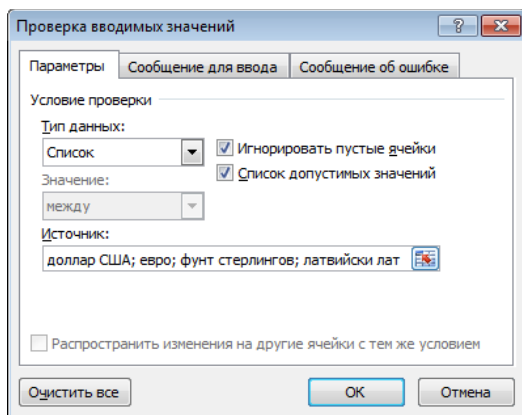 Проверка вводимых значений
Параметры Сообщение для ввода Сообщение об ошибке
Условие проверки
Тип данных:
Список
Игнорировать пустые ячейки
Значение:
Список допустимых значений
между
Источник:
доллар США; евро; фунт стерлингов; латвийски лат
Распространить изменения на другие ячейки с тем же условием
Очистить все ОК Отмена